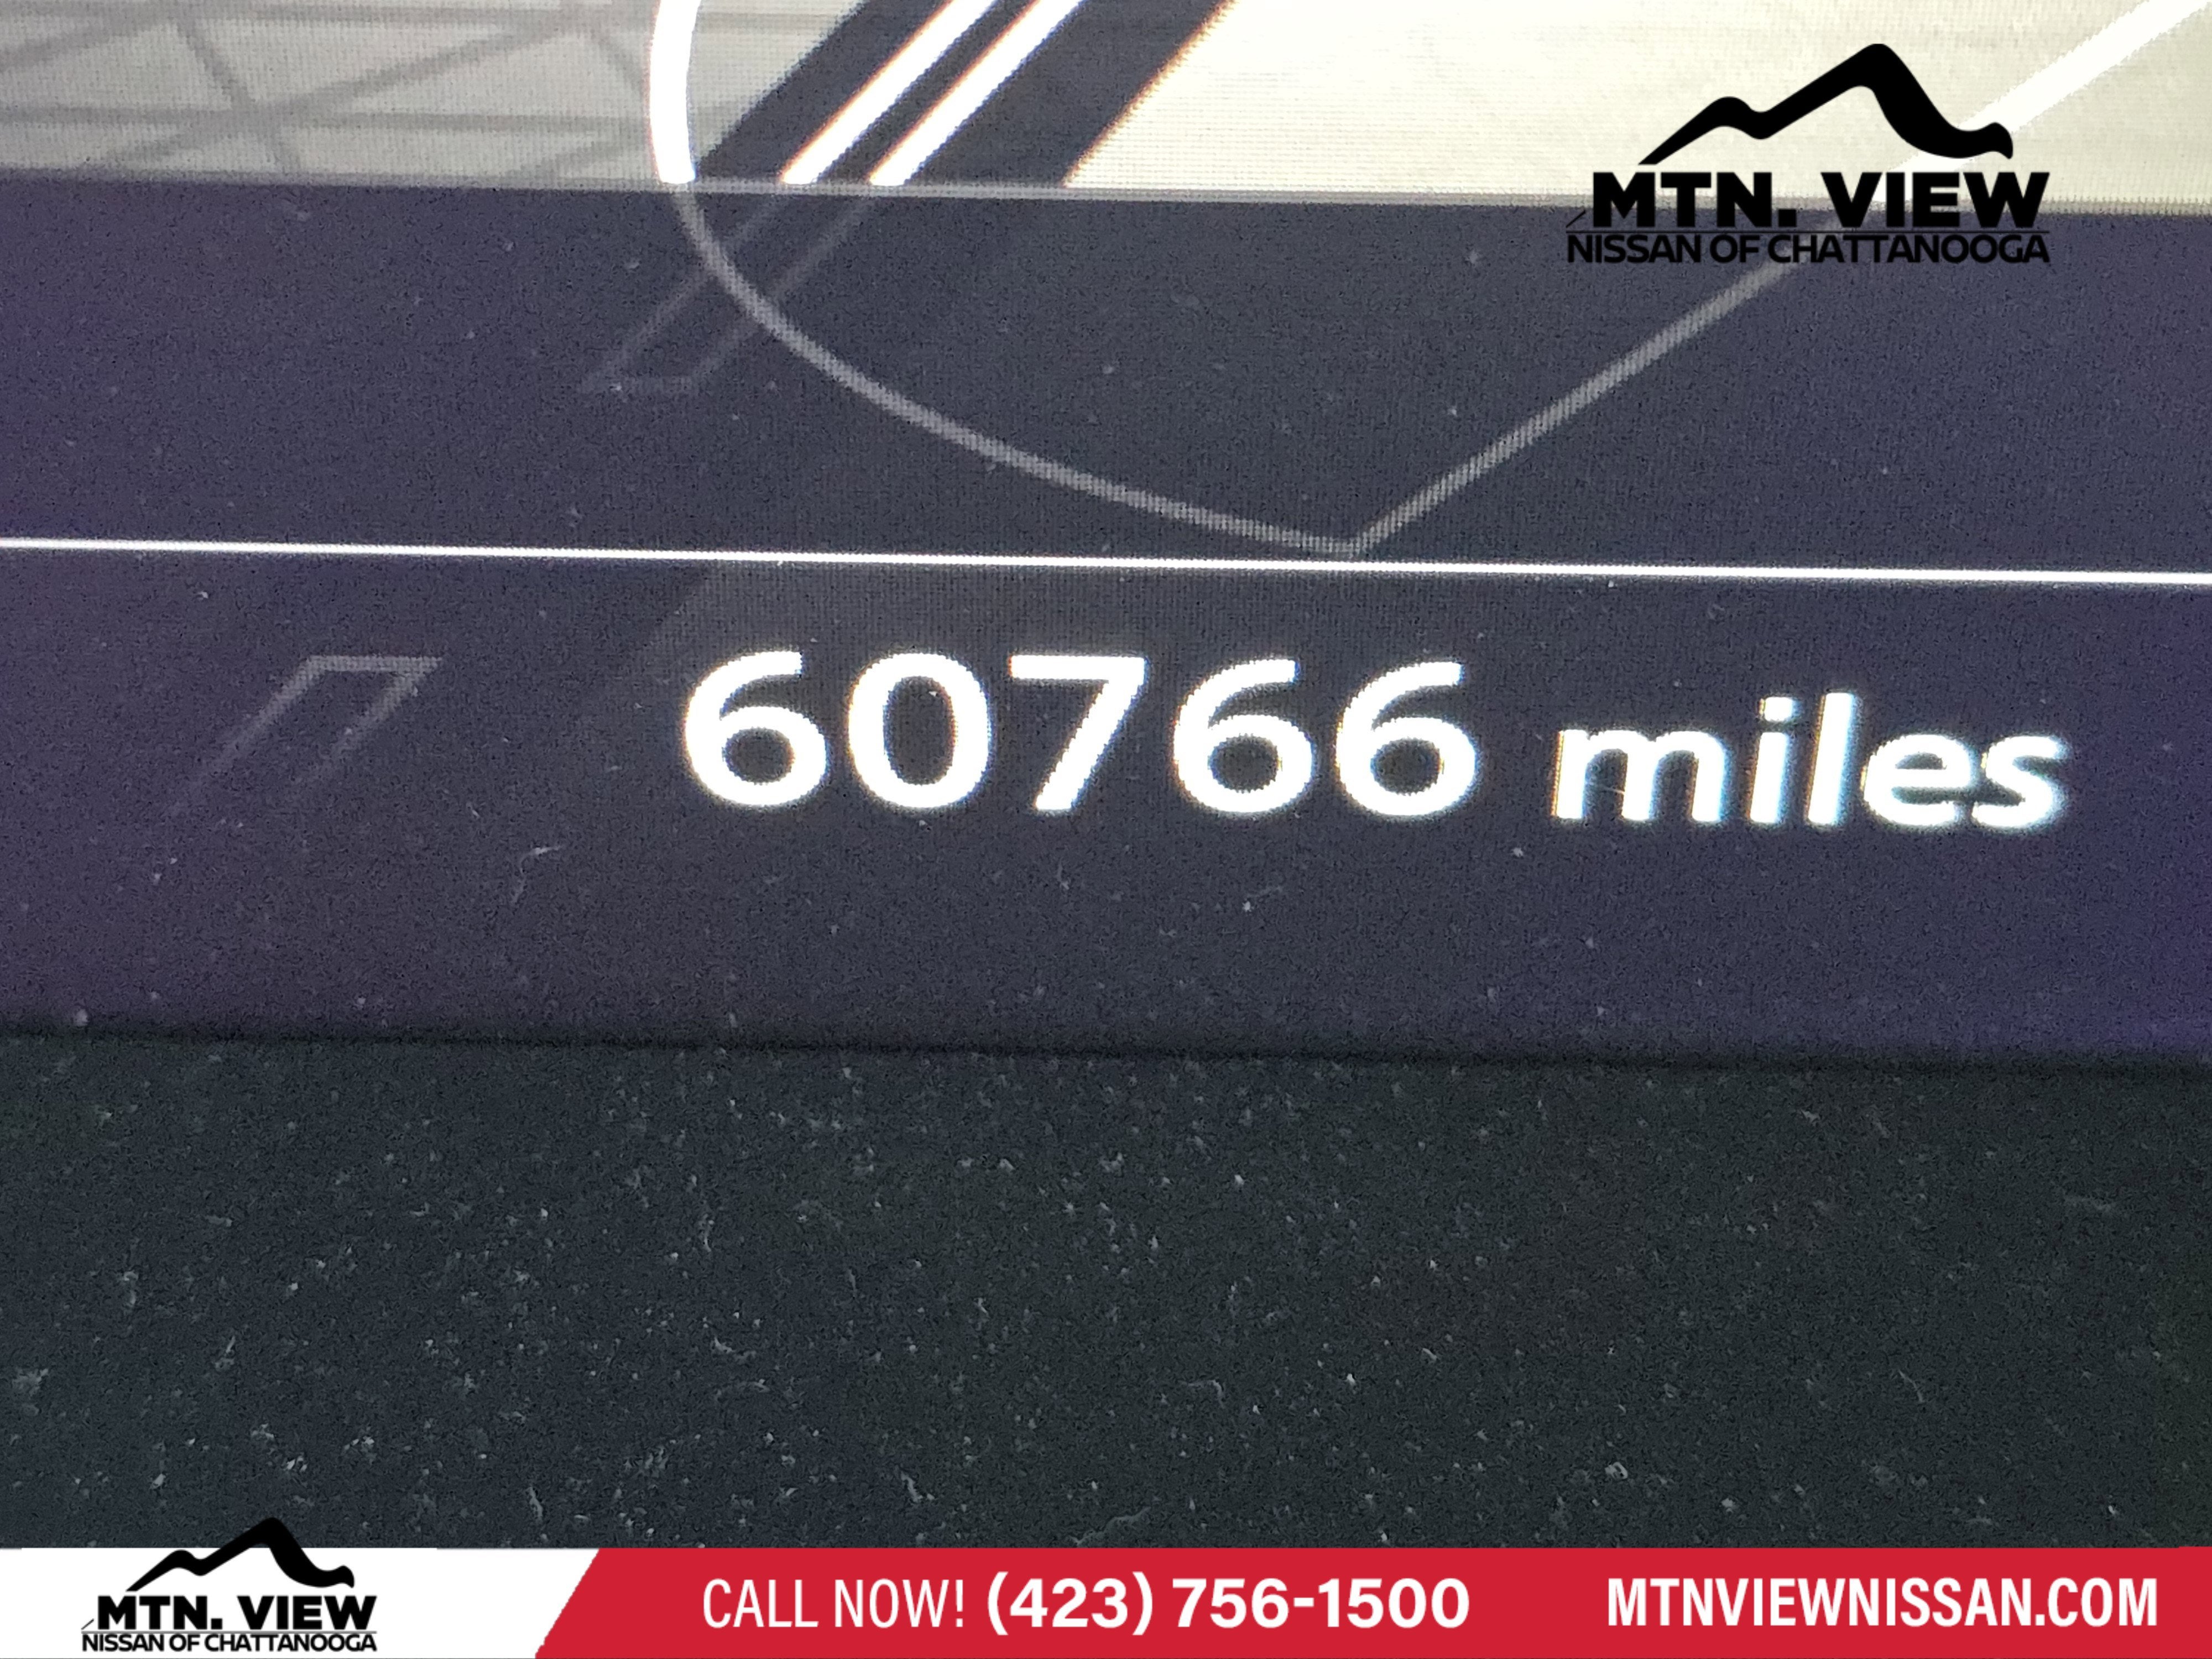 MTN. VIEW
NISSAN OF CHATTANOOGA
60766 miles
MTN. VIEW
NISSAN OF CHATTANOOGA
CALL NOW! (423) 756-1500
MTNVIEWNISSAN.COM